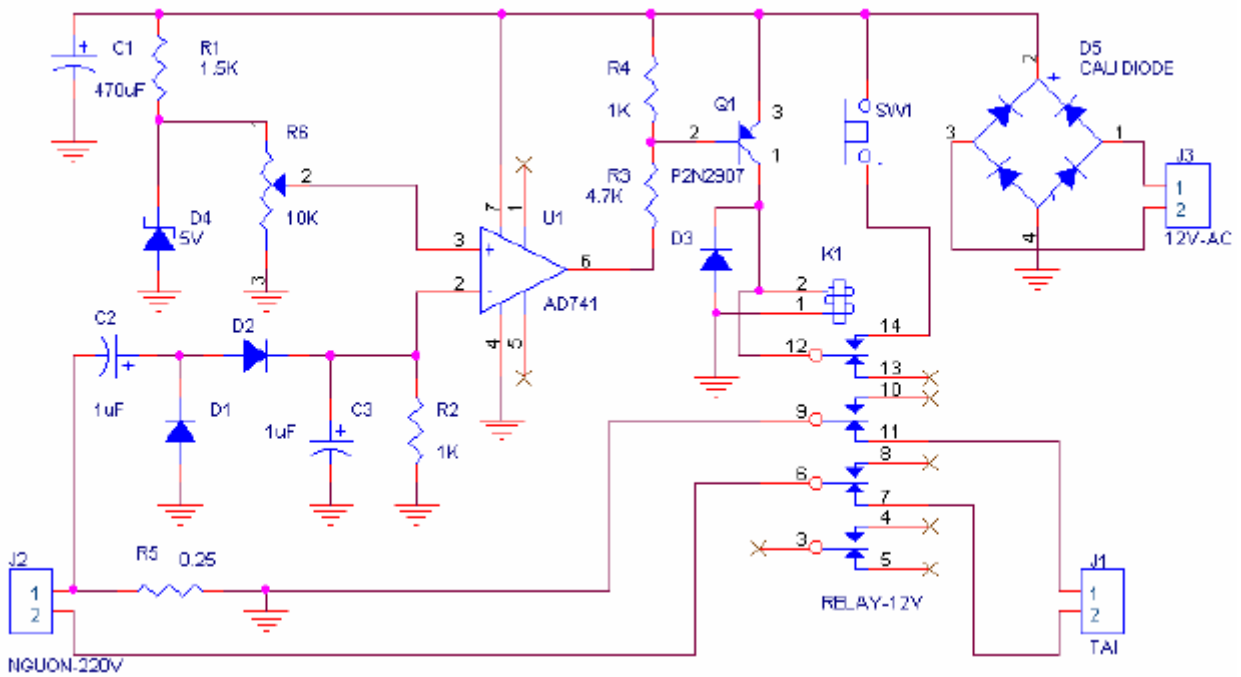 C1
470uF
R1
1.5K
R6
2
10K
3
D4
5V
C2
1uF
D2
D1
C3
1uF
R2
1K
3
+
2
-
7
1
U1
6
AD741
4
5
R4
1K
R3
4.7K
Q1
3
2
1
P2N2907
D3
SW1
K1
2
1
14
12
13
10
9
11
8
6
7
4
3
5
RELAY-12V
D5
CAU DIODE
2
+
3
1
-
4
J3
1
2
12V-AC
J2
1
2
NGUON-220V
R5
0.25
J1
1
2
TAI